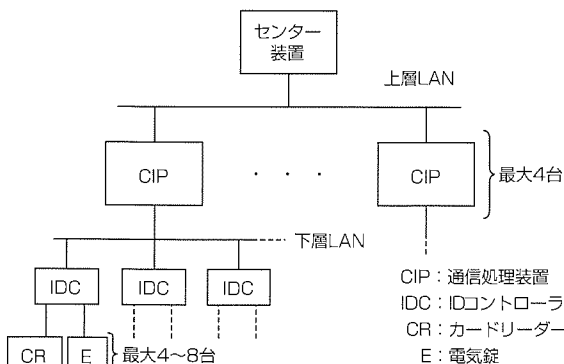 センター
装置
上層LAN
CIP
・・・
CIP
最大4台
下層LAN
IDC
IDC
IDC
CIP：通信処理装置
IDC：IDコントローラ
CR：カードリーダー
E：電気錠
CR
E
最大4〜8台